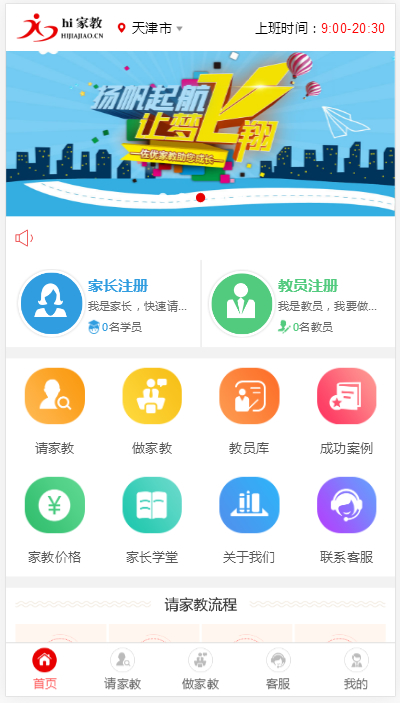 hi 家教
HIJIAJIAO.CN
天津市
上班时间：9:00-20:30
扬帆起航
让梦飞翔
—佐优家教助您成长—
家长注册
我是家长，快速请...
0名学员
教员注册
我是教员，我要做...
0名教员
请家教
做家教
教员库
成功案例
家教价格
家长学堂
关于我们
联系客服
请家教流程
首页
请家教
做家教
客服
我的